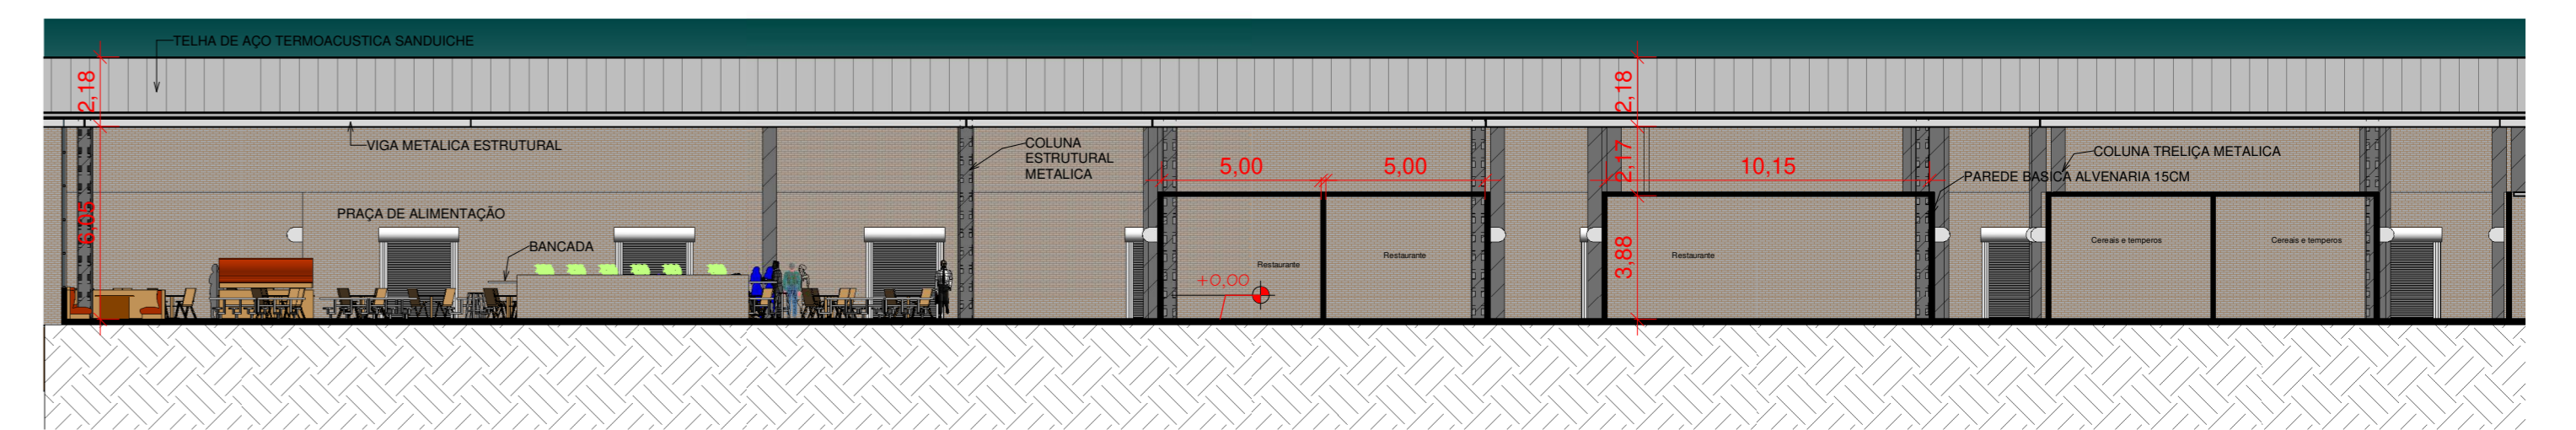 TELHA DE AÇO TERMOACUSTICA SANDUICHE
2,18
2,18
VIGA METALICA ESTRUTURAL
COLUNA
ESTRUTURAL
METALICA
5,00
5,00
2,17
10,15
COLUNA TRELIÇA METALICA
PAREDE BASICA ALVENARIA 15CM
6,05
PRAÇA DE ALIMENTAÇÃO
BANCADA
Restaurante
Restaurante
Restaurante
3,88
Cereais e temperos
Cereais e temperos
+0,00